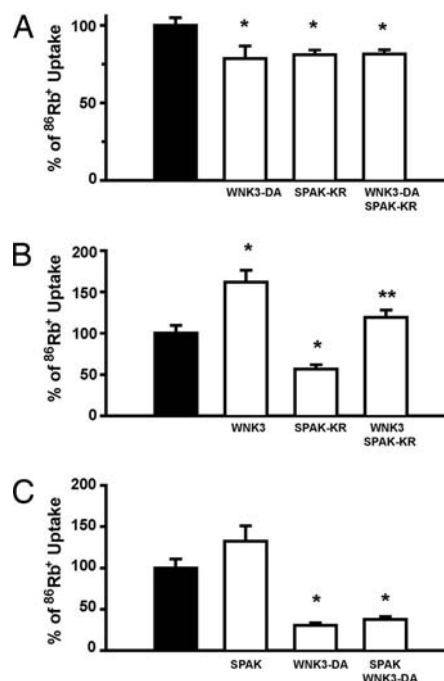 A
% of ⁸⁶Rb⁺ Uptake
100
75
50
25
0
* * *
WNK3-DA SPAK-KR WNK3-DA
SPAK-KR
B
% of ⁸⁶Rb⁺ Uptake
200
150
100
50
0
* * **
WNK3 SPAK-KR WNK3
SPAK-KR
C
% of ⁸⁶Rb⁺ Uptake
200
150
100
50
0
* *
SPAK WNK3-DA SPAK
WNK3-DA